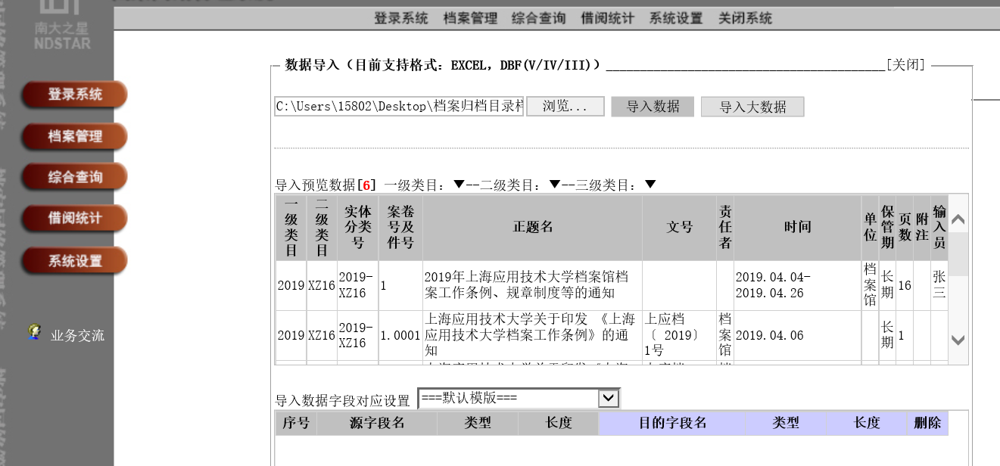 南大之星
NDSTAR
登录系统 档案管理 综合查询 借阅统计 系统设置 关闭系统
登录系统
档案管理
综合查询
借阅统计
系统设置
业务交流
数据导入（目前支持格式：EXCEL，DBF(V/IV/III)）_________________________________________[关闭]
C:\Users\15802\Desktop\档案归档目录 浏览... 导入数据 导入大数据
导入预览数据[6] 一级类目：▼--二级类目：▼--三级类目：▼
一级类目 二级类目 实体分类号 案卷号及件号 正题名 文号 责任者 时间 单位 保管期 页数 附注 输入员
2019 XZ16 2019-XZ16 1 2019年上海应用技术大学档案馆档案工作条例、规章制度等的通知 2019.04.04-2019.04.26 档案馆 长期 16 张三
2019 XZ16 2019-XZ16 1.0001 上海应用技术大学关于印发 《上海应用技术大学档案工作条例》的通知 上应档〔 2019〕1号 档案馆 2019.04.06 长期 1
导入数据字段对应设置 ===默认模版===
序号 源字段名 类型 长度 目的字段名 类型 长度 删除